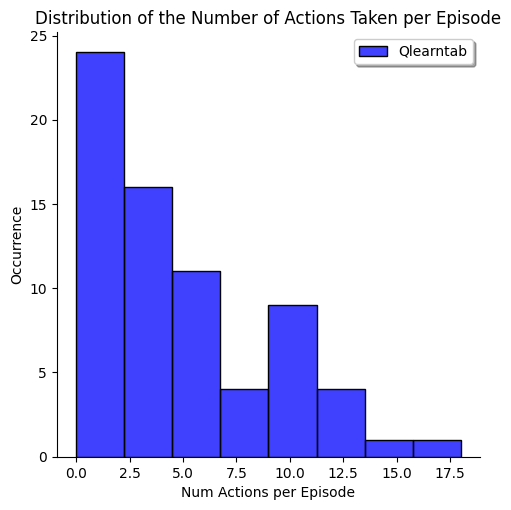 Distribution of the Number of Actions Taken per Episode
Qlearntab
25
20
15
10
5
0
Occurrence
0.0 2.5 5.0 7.5 10.0 12.5 15.0 17.5
Num Actions per Episode